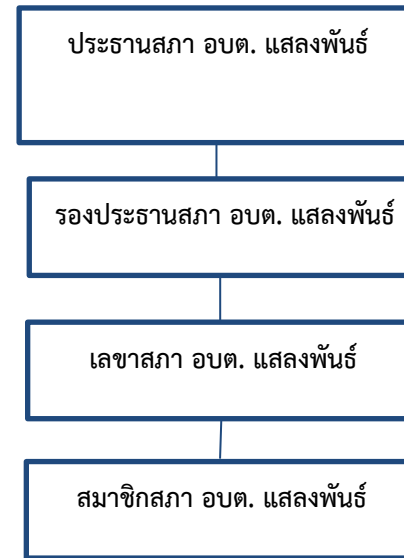 ประธานสภา อบต. แสลงพันธ์
รองประธานสภา อบต. แสลงพันธ์
เลขาสภา อบต. แสลงพันธ์
สมาชิกสภา อบต. แสลงพันธ์